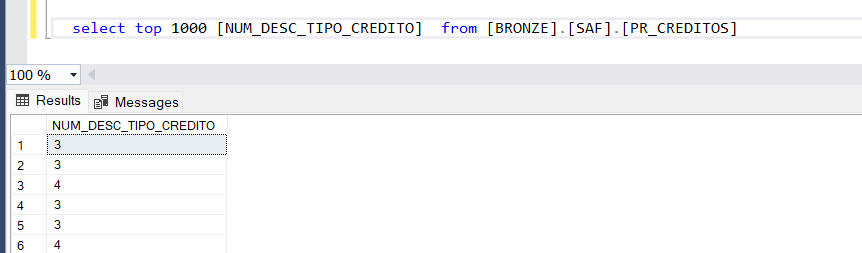 select top 1000 [NUM_DESC_TIPO_CREDITO]  from [BRONZE].[SAF].[PR_CREDITOS]
100 %
Results Messages
NUM_DESC_TIPO_CREDITO
1 3
2 3
3 4
4 3
5 3
6 4